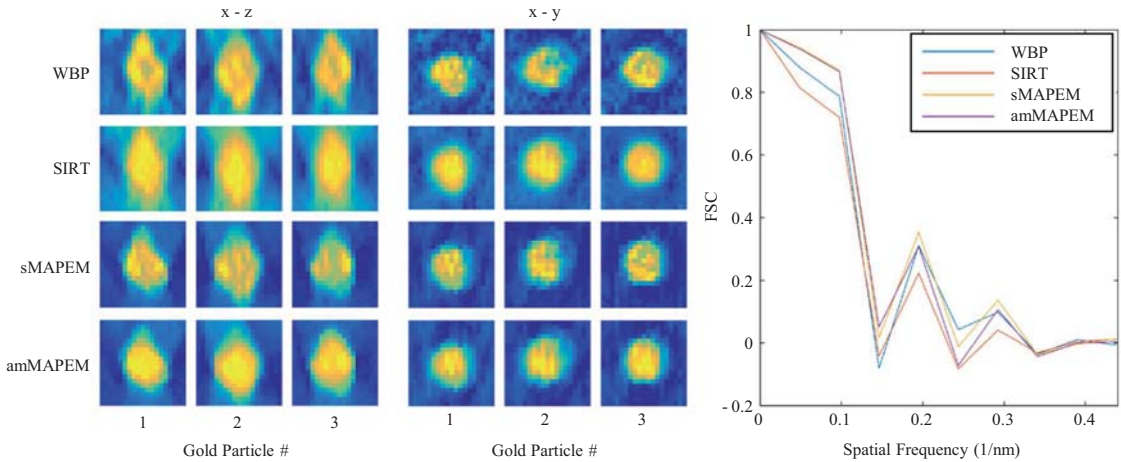 x - z
x - y
WBP
SIRT
sMAPEM
amMAPEM
1 2 3
1 2 3
Gold Particle #
Gold Particle #
1
0.8
0.6
0.4
0.2
0
- 0.2
FSC
WBP
SIRT
sMAPEM
amMAPEM
0 0.1 0.2 0.3 0.4
Spatial Frequency (1/nm)